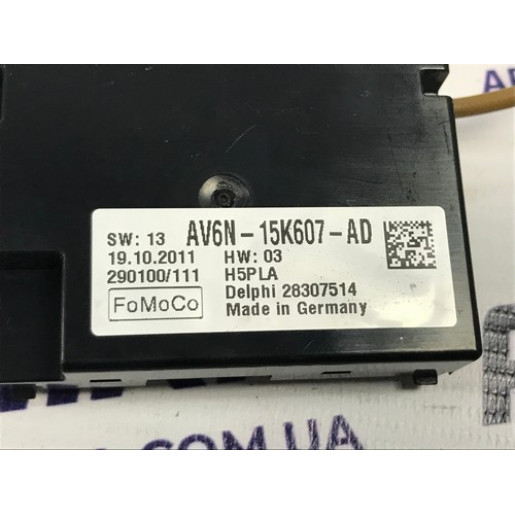 SW: 13 AV6N-15K607-AD
19.10.2011 HW: 03
290100/111 H5PLA
FoMoCo Delphi 28307514
Made in Germany
.UA